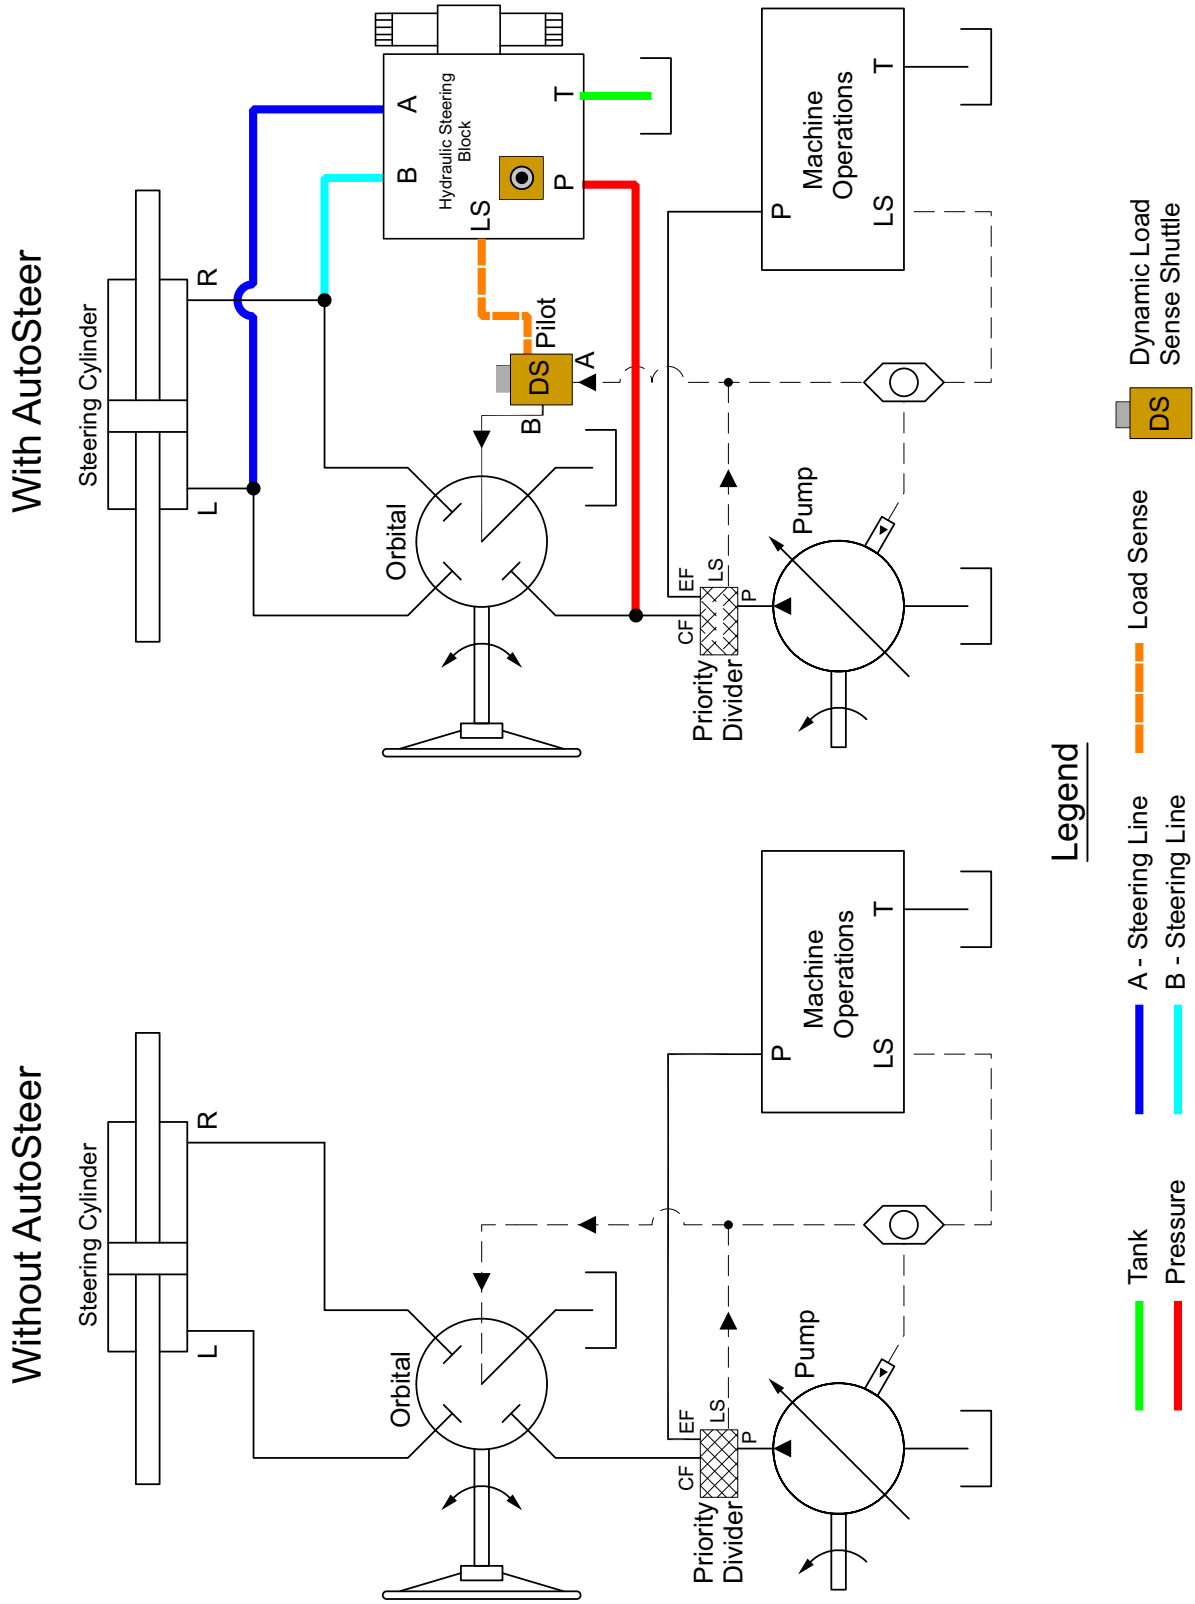 Without AutoSteer
Steering Cylinder
L
R
Orbital
CF
EF
LS
P
Priority
Divider
Pump
P
Machine
Operations
LS
T
With AutoSteer
Steering Cylinder
L
R
Orbital
B
DS
Pilot
A
B
A
Hydraulic Steering
Block
LS
P
T
CF
EF
LS
P
Priority
Divider
Pump
P
Machine
Operations
LS
T
Legend
Tank
Pressure
A - Steering Line
B - Steering Line
Load Sense
DS
Dynamic Load
Sense Shuttle